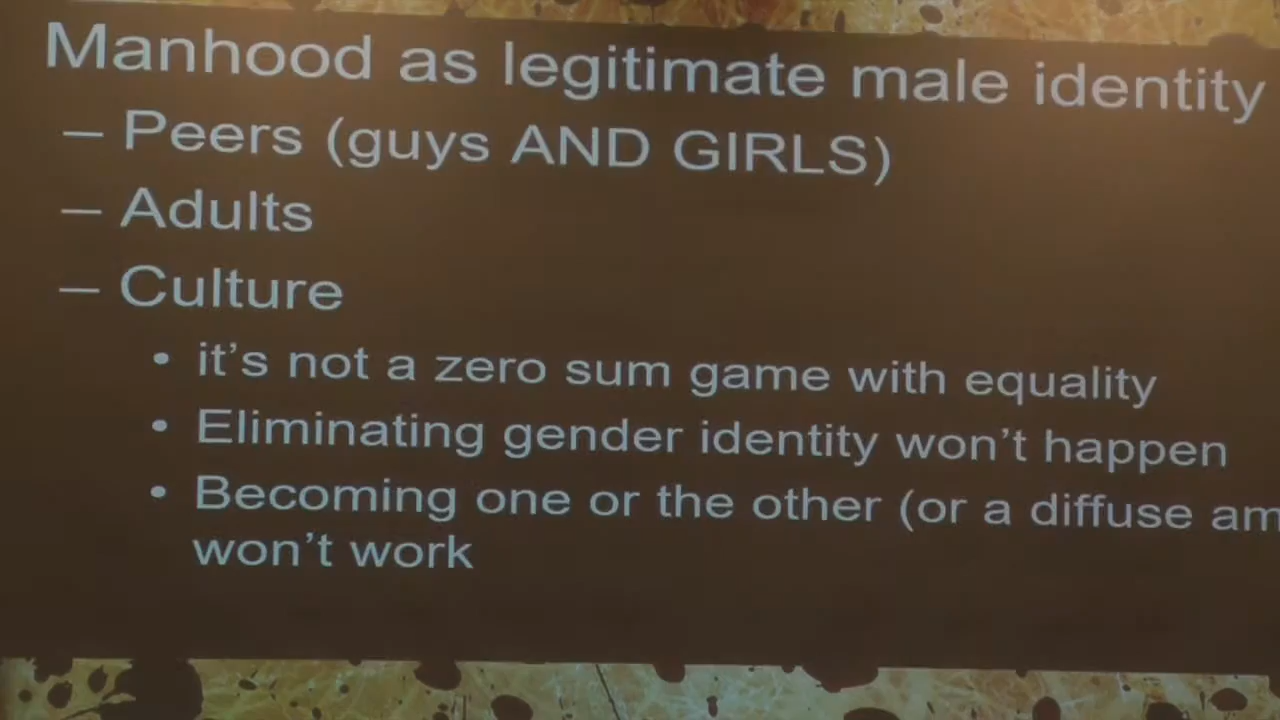 Manhood as legitimate male identity
– Peers (guys AND GIRLS)
– Adults
– Culture
• it's not a zero sum game with equality
• Eliminating gender identity won't happen
• Becoming one or the other (or a diffuse
won't work